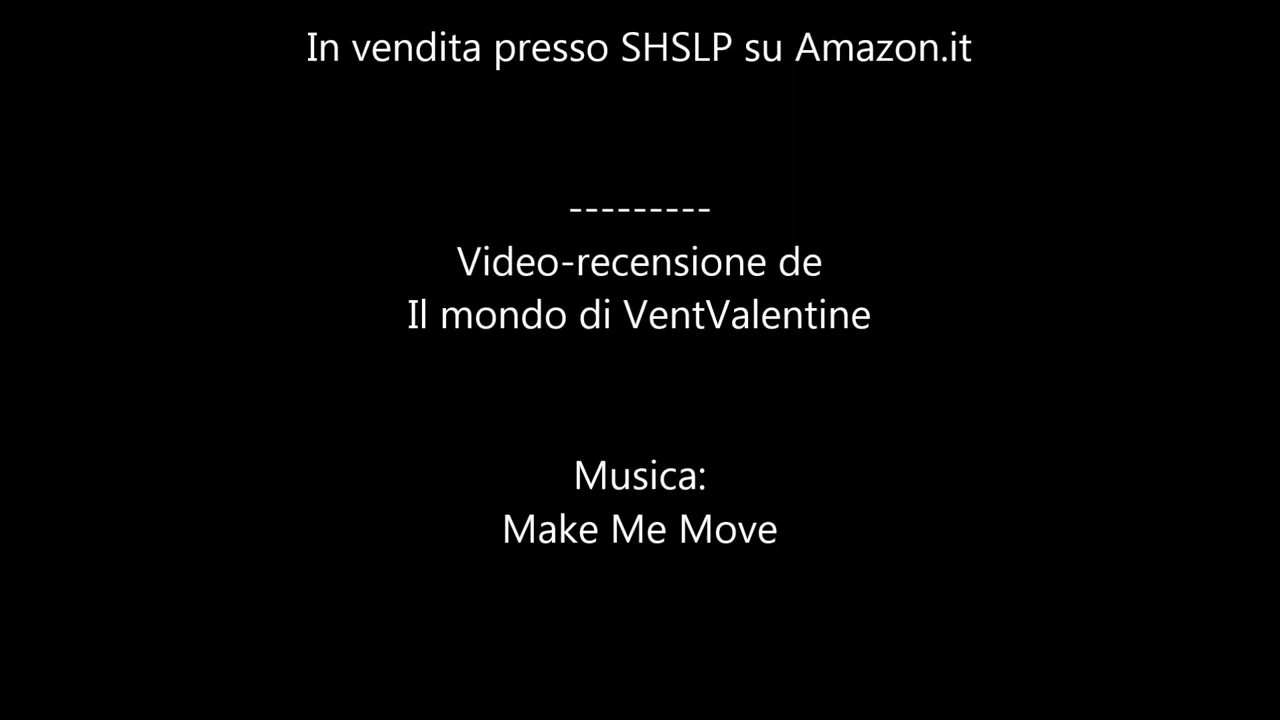 In vendita presso SHSLP su Amazon.it
---------
Video-recensione de
Il mondo di VentValentine
Musica:
Make Me Move